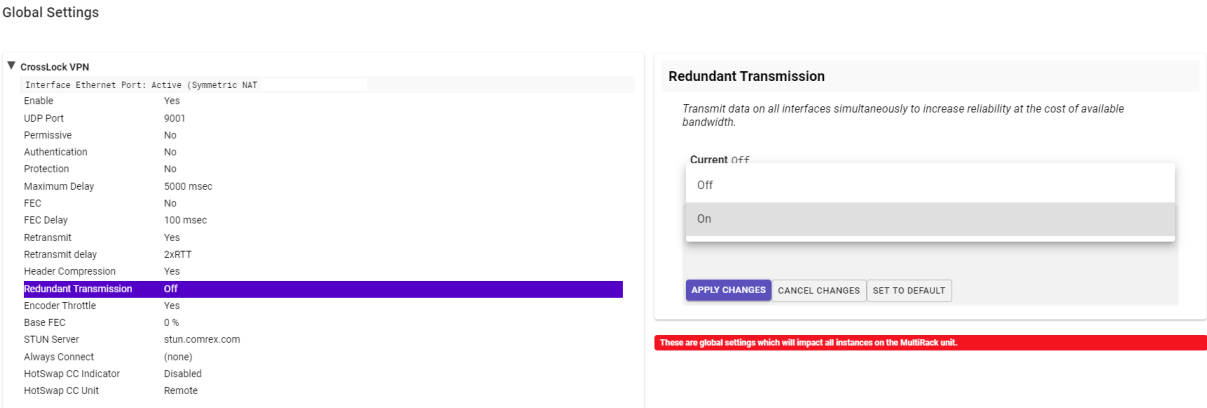 Global Settings
CrossLock VPN
Interface Ethernet Port: Active (Symmetric NAT
Enable Yes
UDP Port 9001
Permissive No
Authentication No
Protection No
Maximum Delay 5000 msec
FEC No
FEC Delay 100 msec
Retransmit Yes
Retransmit delay 2xRTT
Header Compression Yes
Redundant Transmission Off
Encoder Throttle Yes
Base FEC 0 %
STUN Server stun.comrex.com
Always Connect (none)
HotSwap CC Indicator Disabled
HotSwap CC Unit Remote
Redundant Transmission
Transmit data on all interfaces simultaneously to increase reliability at the cost of available
bandwidth.
Current Off
Off
On
APPLY CHANGES CANCEL CHANGES SET TO DEFAULT
These are global settings which will impact all instances on the MultiRack unit.